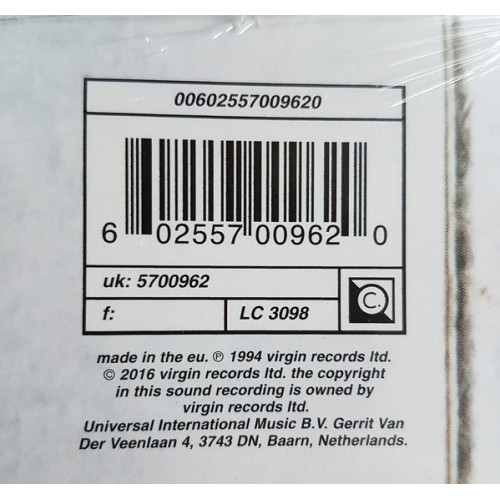 00602557009620
6 02557 00962 0
uk: 5700962
f:
LC 3098
C.
made in the eu. ℗ 1994 virgin records ltd.
© 2016 virgin records ltd. the copyright
in this sound recording is owned by
virgin records ltd.
Universal International Music B.V. Gerrit Van
Der Veenlaan 4, 3743 DN, Baarn, Netherlands.